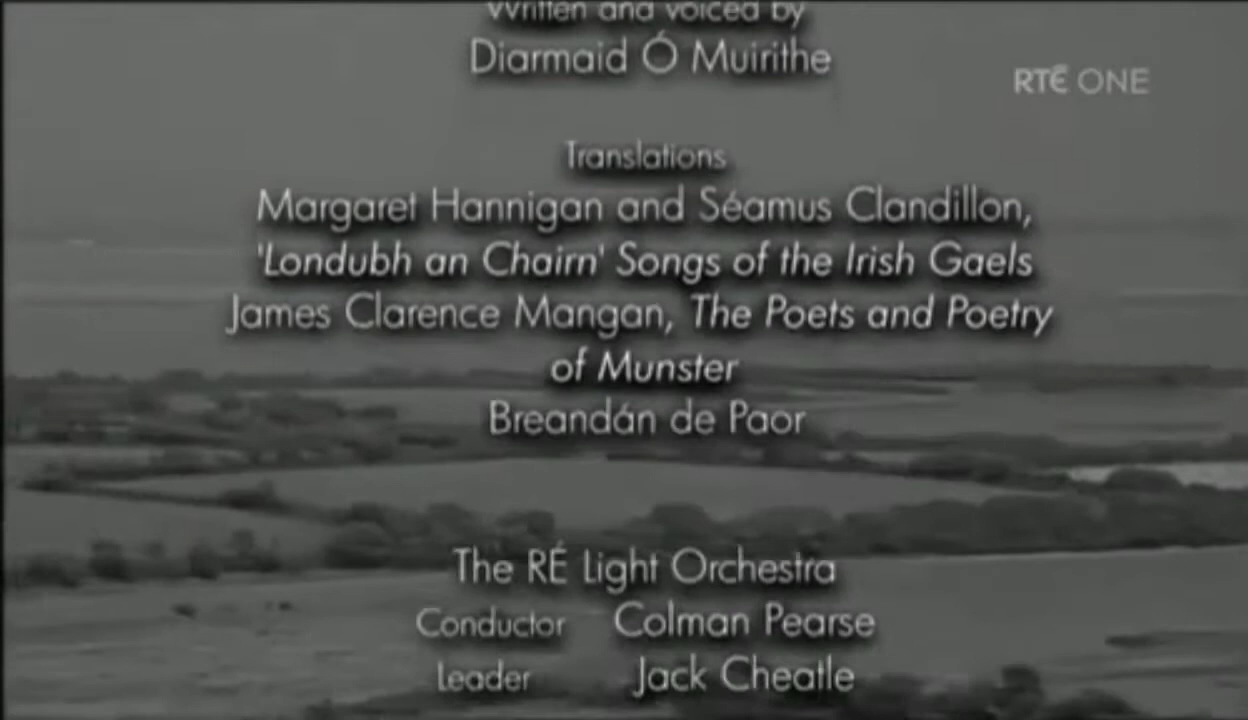 Written and voiced by
Diarmaid Ó Muirithe
RTÉ ONE
Translations
Margaret Hannigan and Séamus Clandillon,
'Londubh an Chairn' Songs of the Irish Gaels
James Clarence Mangan, The Poets and Poetry
of Munster
Breandán de Paor
The RÉ Light Orchestra
Conductor Colman Pearse
Leader Jack Cheatle